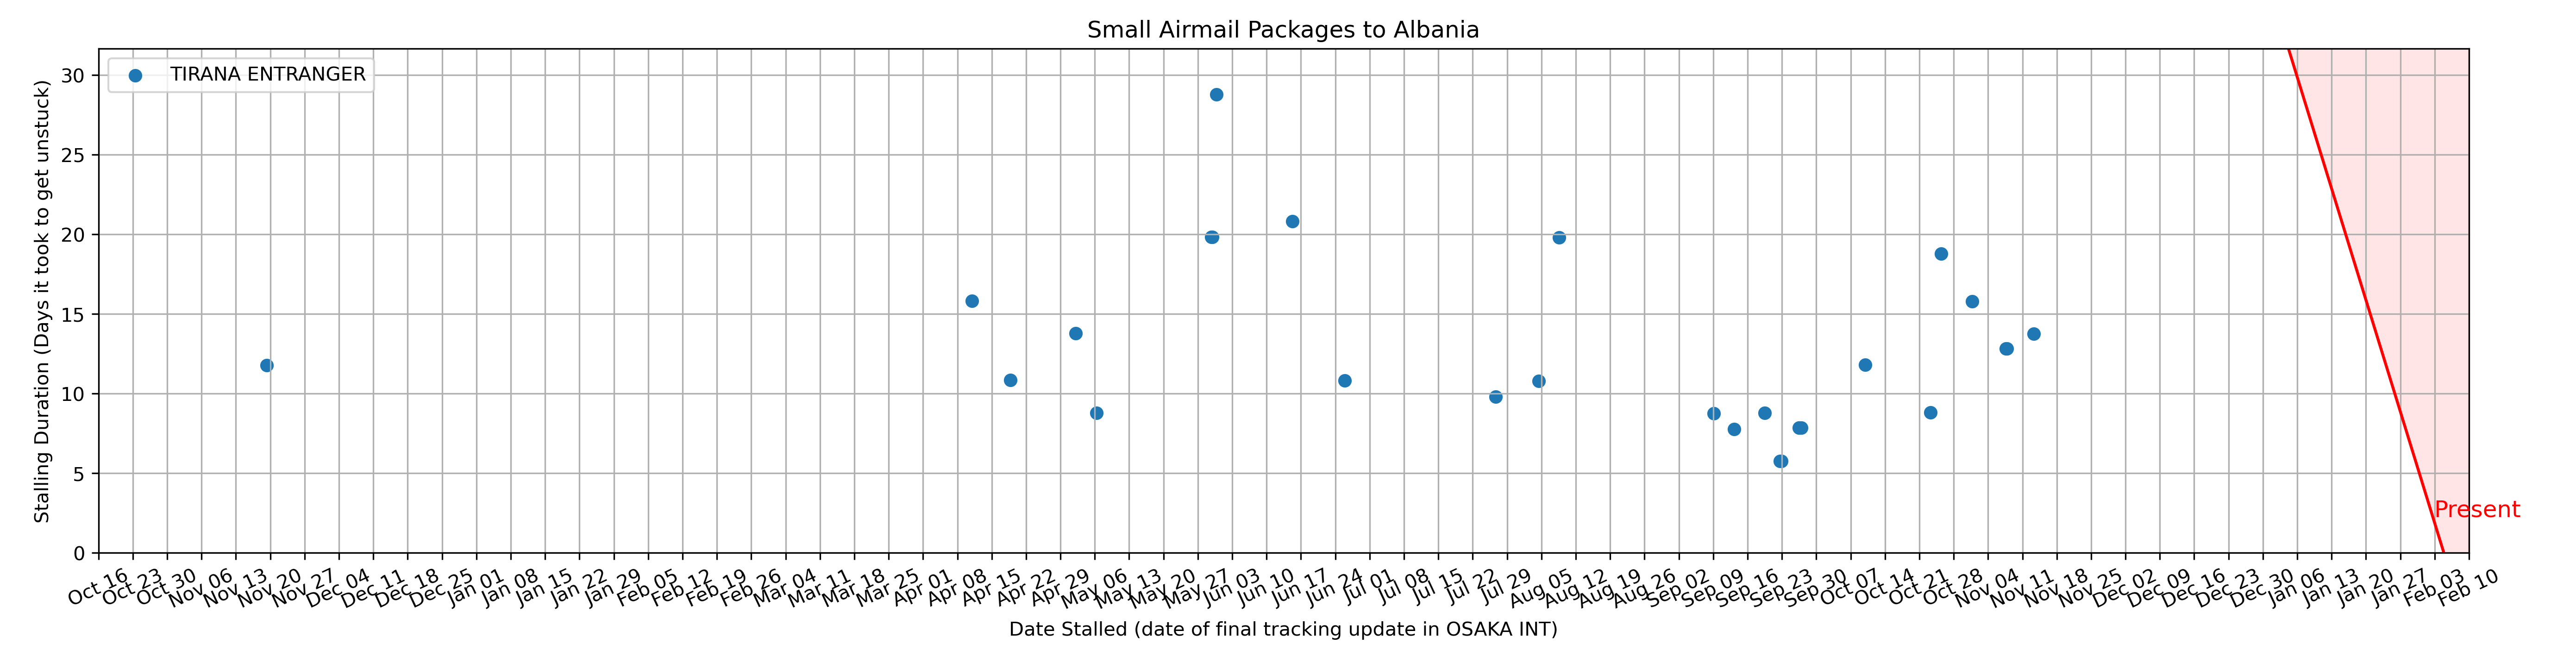 Small Airmail Packages to Albania
TIRANA ENTRANGER
Stalling Duration (Days it took to get unstuck)
30
25
20
15
10
5
0
Present
Oct 16 Oct 23 Oct 30 Nov 06 Nov 13 Nov 20 Nov 27 Dec 04 Dec 11 Dec 18 Dec 25 Jan 01 Jan 08 Jan 15 Jan 22 Jan 29 Feb 05 Feb 12 Feb 19 Feb 26 Mar 04 Mar 11 Mar 18 Mar 25 Apr 01 Apr 08 Apr 15 Apr 22 Apr 29 May 06 May 13 May 20 May 27 Jun 03 Jun 10 Jun 17 Jun 24 Jul 01 Jul 08 Jul 15 Jul 22 Jul 29 Aug 05 Aug 12 Aug 19 Aug 26 Sep 02 Sep 09 Sep 16 Sep 23 Sep 30 Oct 07 Oct 14 Oct 21 Oct 28 Nov 04 Nov 11 Nov 18 Nov 25 Dec 02 Dec 09 Dec 16 Dec 23 Dec 30 Jan 06 Jan 13 Jan 20 Jan 27 Feb 03 Feb 10
Date Stalled (date of final tracking update in OSAKA INT)